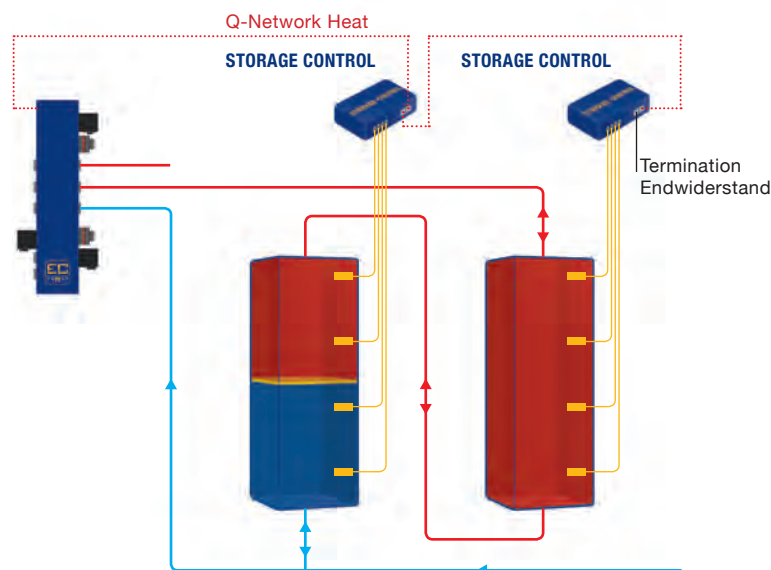 Q-Network Heat
STORAGE CONTROL
STORAGE CONTROL
Termination
Endwiderstand
EC